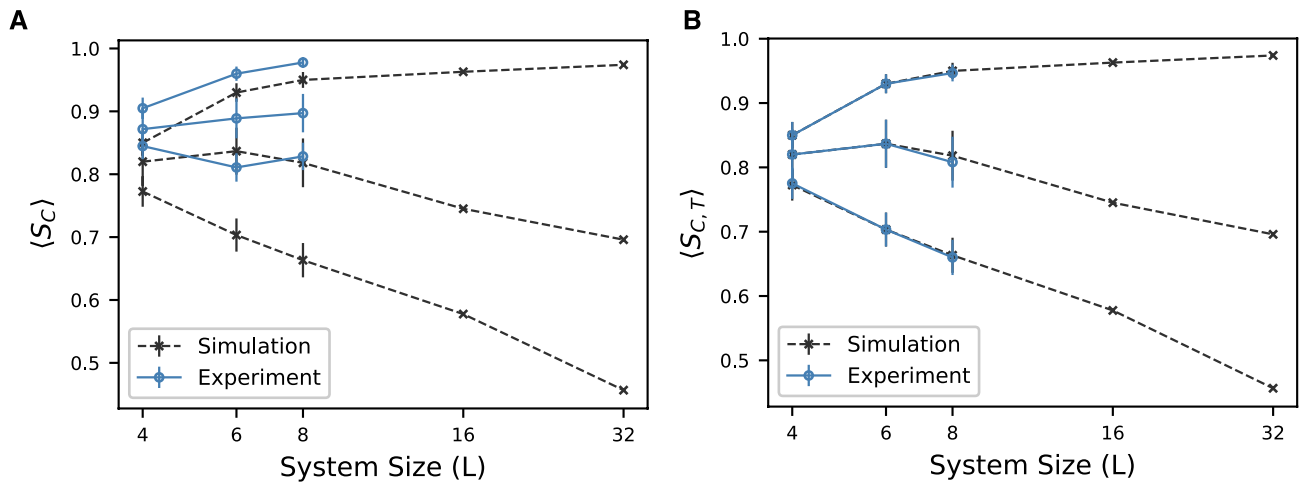 A
⟨S_C⟩
1.0
0.9
0.8
0.7
0.6
0.5
Simulation
Experiment
4 6 8 16 32
System Size (L)
B
⟨S_{C,T}⟩
1.0
0.9
0.8
0.7
0.6
0.5
Simulation
Experiment
4 6 8 16 32
System Size (L)